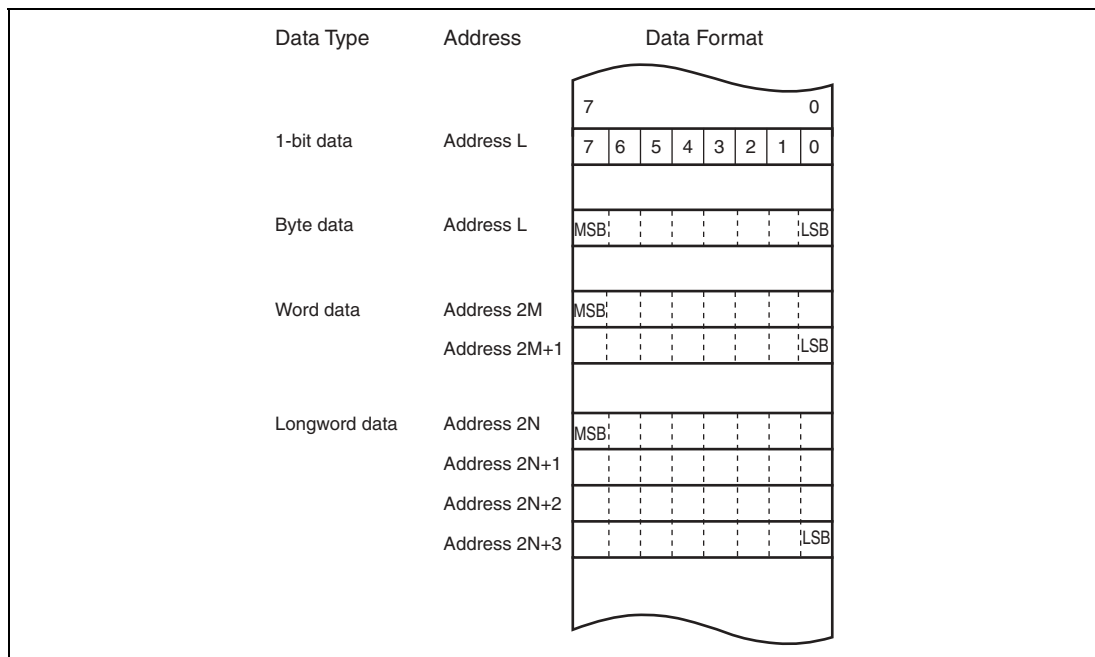 Data Type Address Data Format
7 0
1-bit data Address L 7 6 5 4 3 2 1 0
Byte data Address L MSB LSB
Word data Address 2M MSB
Address 2M+1 LSB
Longword data Address 2N MSB
Address 2N+1
Address 2N+2
Address 2N+3 LSB